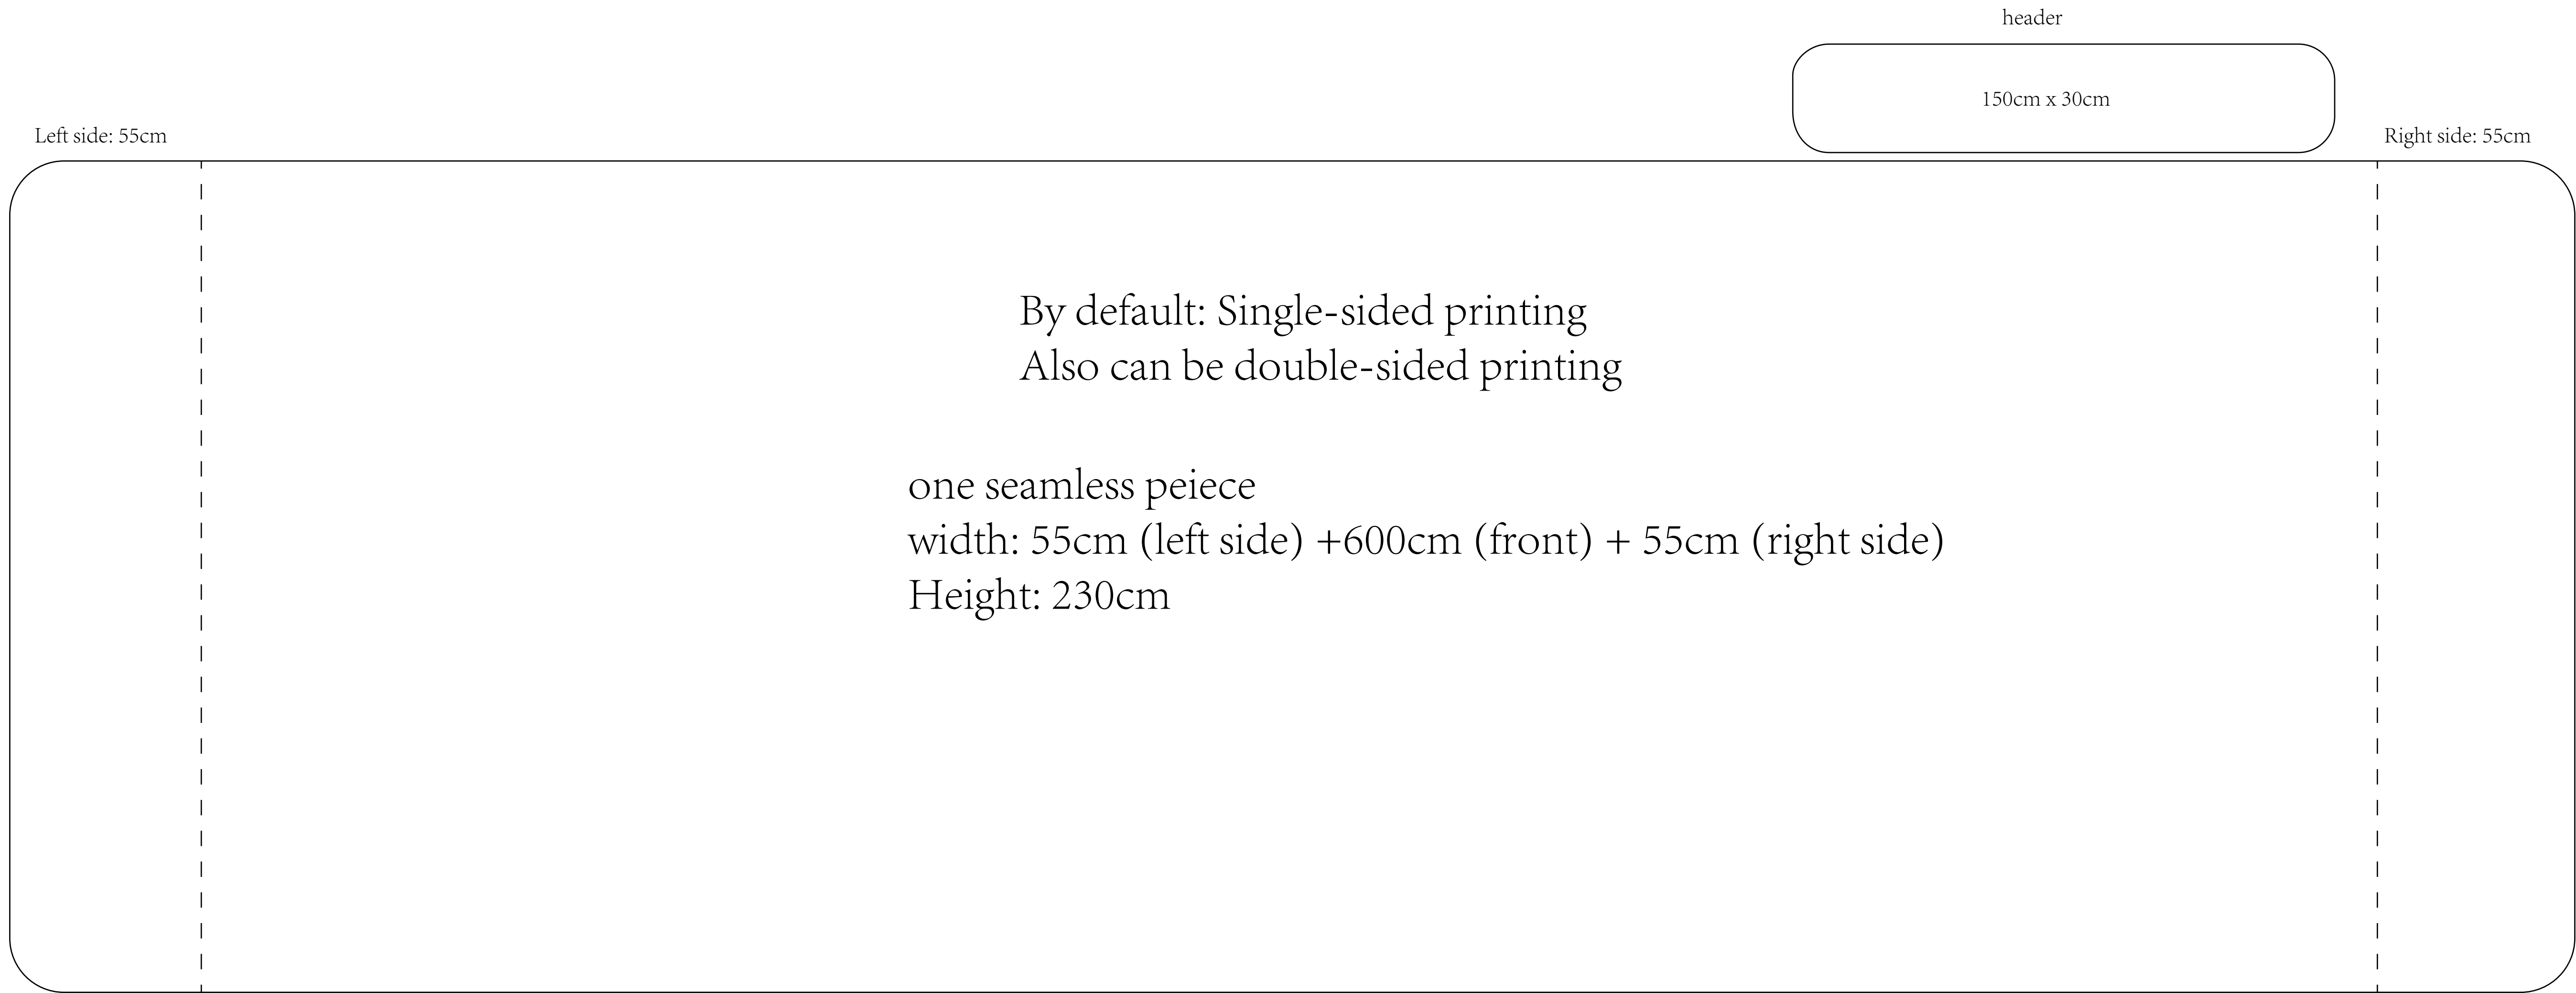 header
150cm x 30cm
Left side: 55cm
Right side: 55cm
By default: Single-sided printing
Also can be double-sided printing
one seamless peiece
width: 55cm (left side) +600cm (front) + 55cm (right side)
Height: 230cm